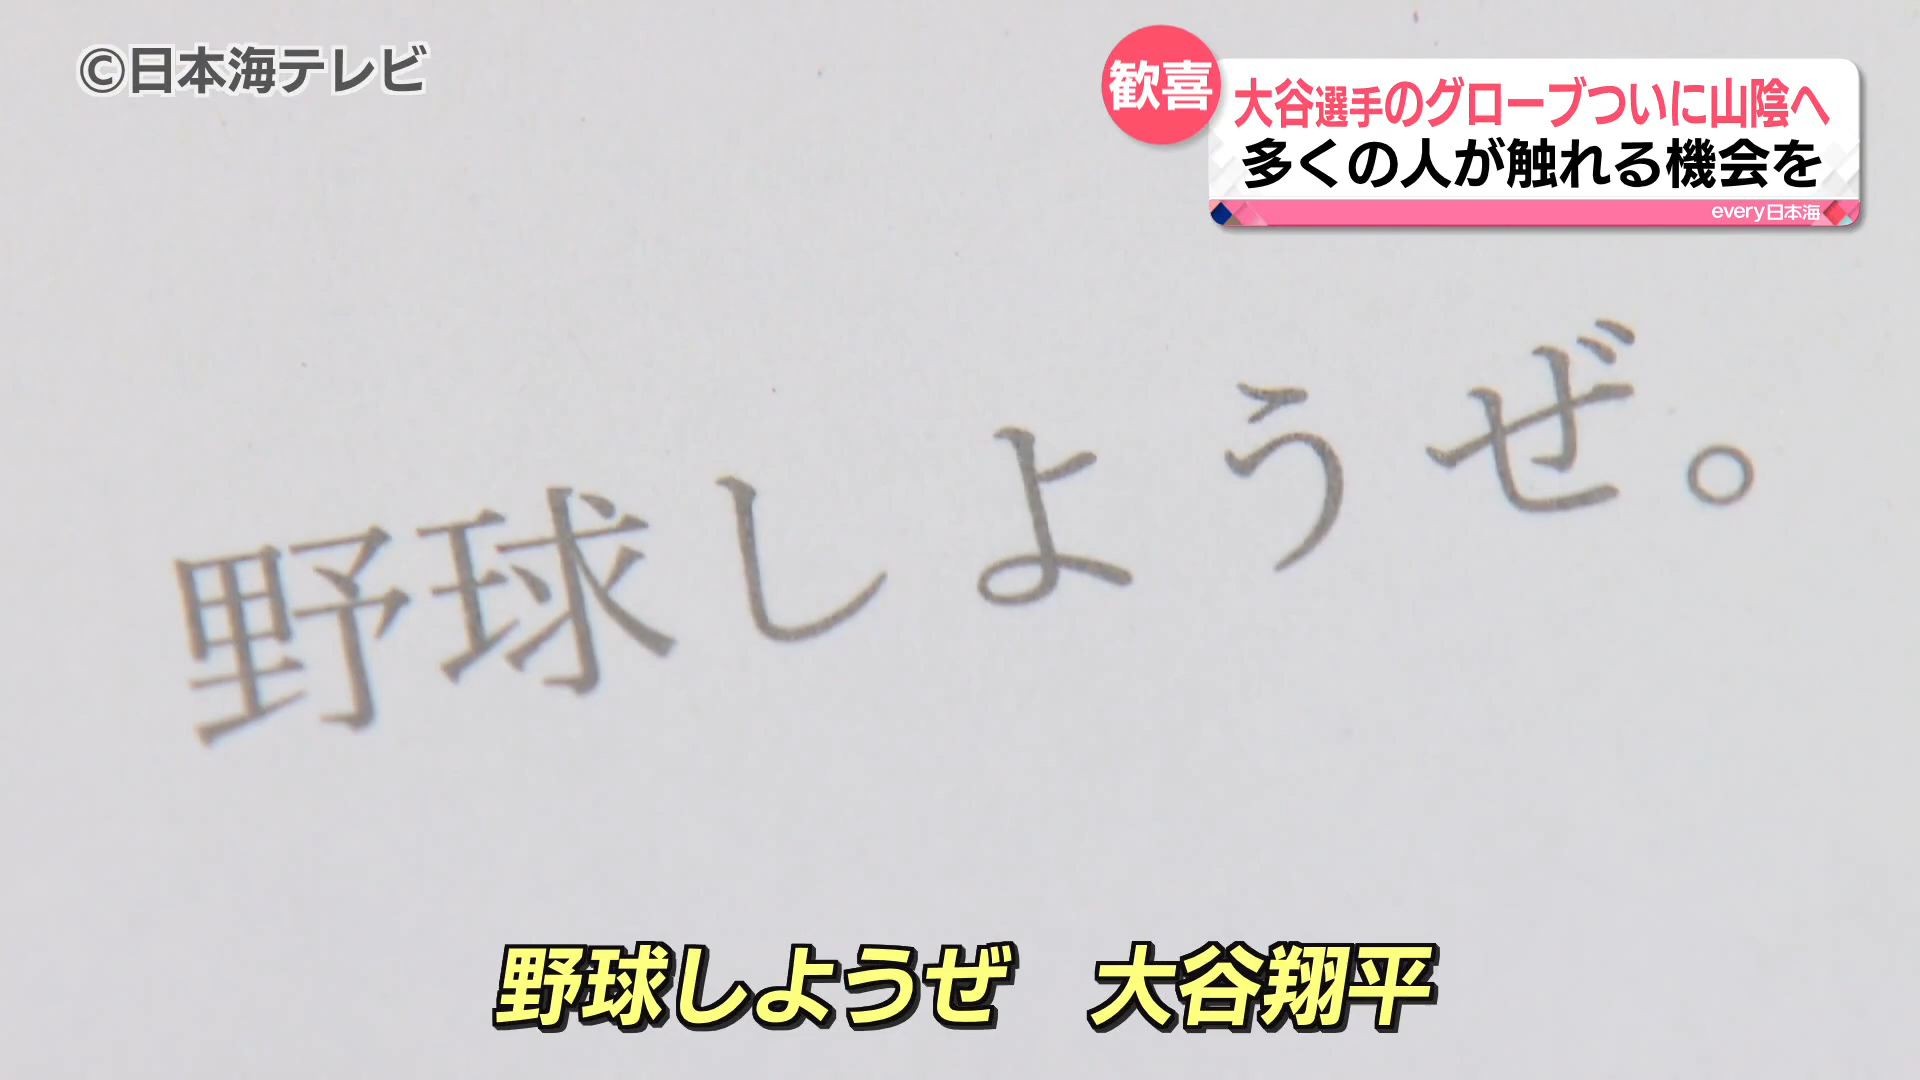 ©日本海テレビ
歓喜
大谷選手のグローブついに山陰へ
多くの人が触れる機会を
every日本海
野球しようぜ。
野球しようぜ　大谷翔平